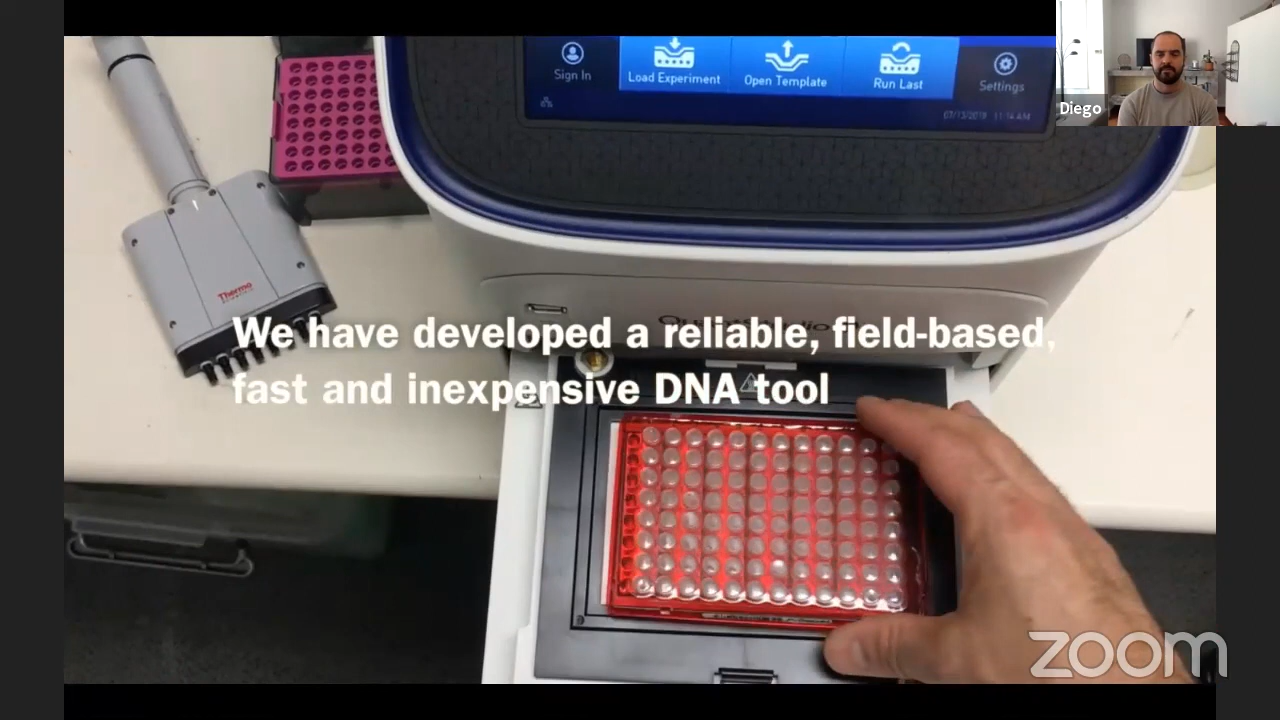 Sign In
Load Experiment
Open Template
Run Last
Settings
07/13/2018 11:14 AM
Diego
Thermo
SCIENTIFIC
We have developed a reliable, field-based,
fast and inexpensive DNA tool
zoom